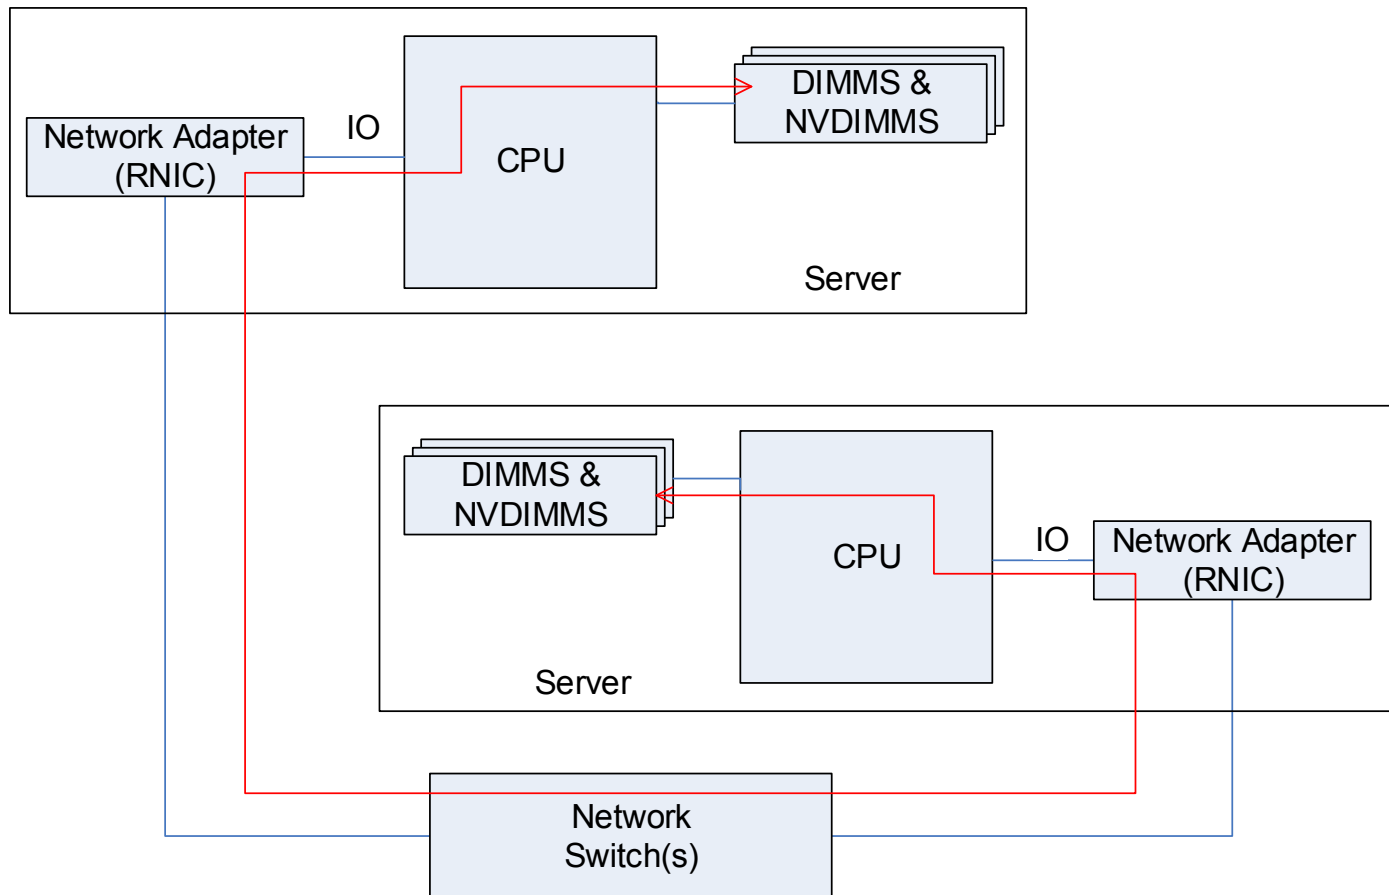 DIMMS &
NVDIMMS
Network Adapter
(RNIC)
IO
CPU
Server
DIMMS &
NVDIMMS
CPU
IO
Network Adapter
(RNIC)
Server
Network
Switch(s)